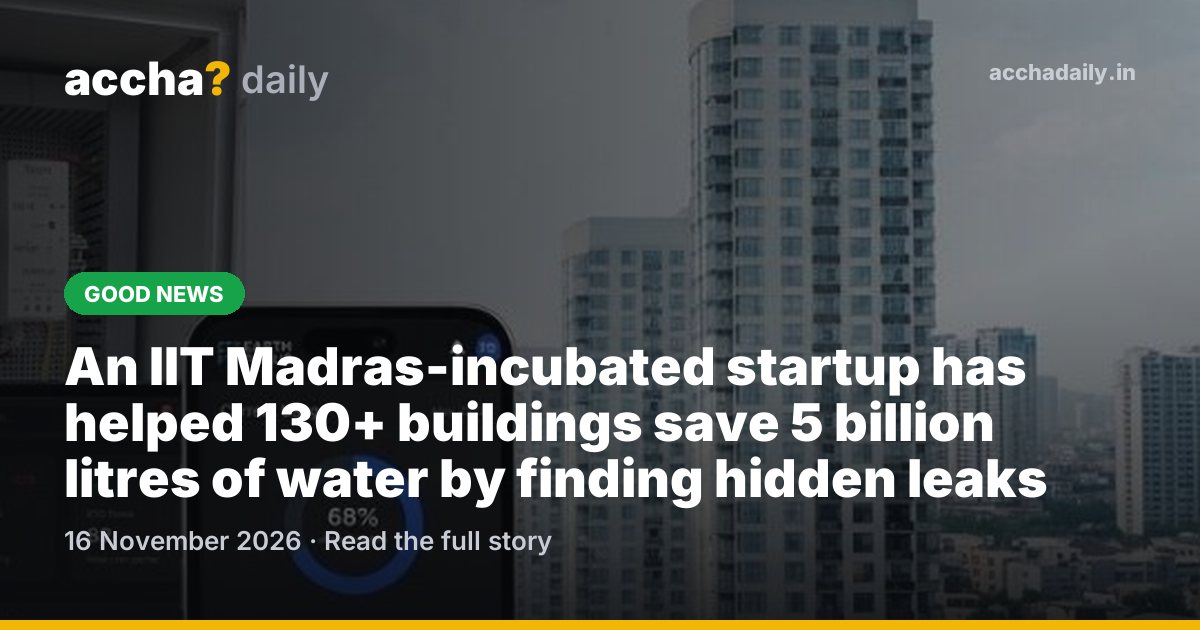 accha? daily
acchadaily.in
GOOD NEWS
An IIT Madras-incubated startup has
helped 130+ buildings save 5 billion
litres of water by finding hidden leaks
68%
16 November 2026 · Read the full story